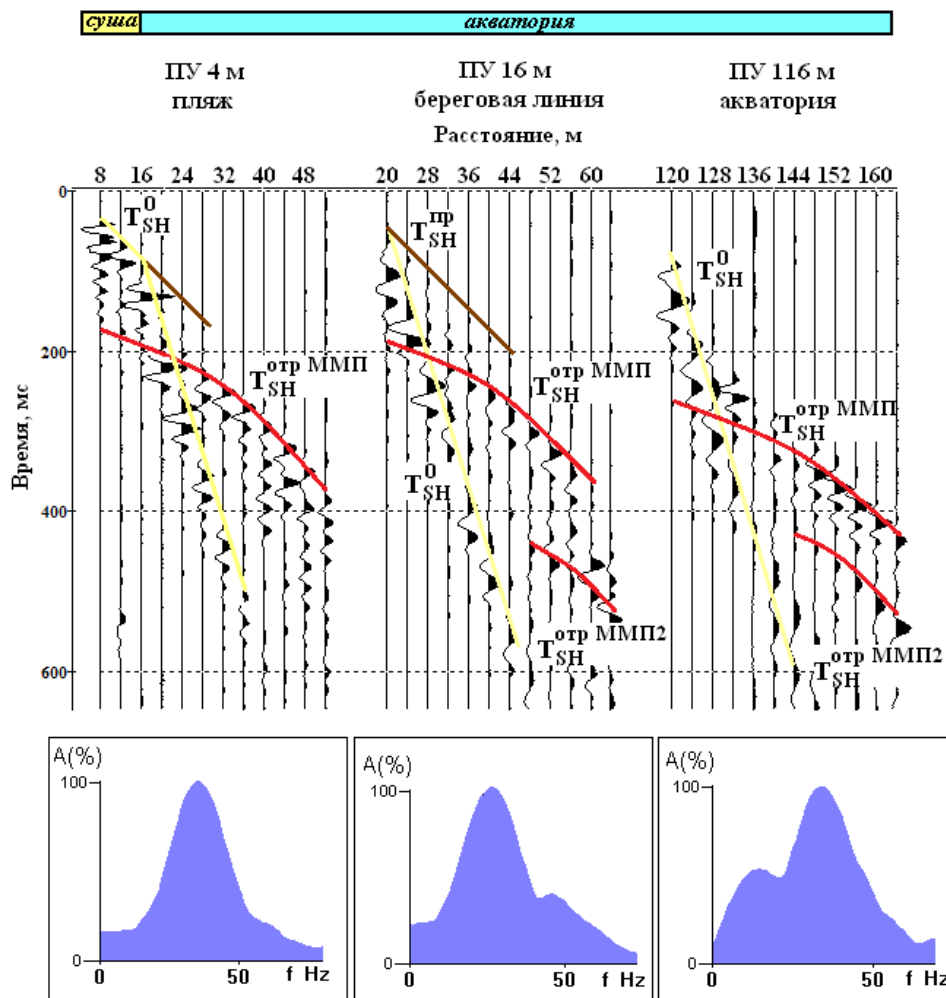 суша акватория
ПУ 4 м ПУ 16 м ПУ 116 м
пляж береговая линия акватория
Расстояние, м
8 16 24 32 40 48 20 28 36 44 52 60 120 128 136 144 152 160
Время, мс
0
200
400
600
T⁰SH
TотрSH ММП
TпрSH
TотрSH ММП
T⁰SH
TотрSH ММП2
T⁰SH
TотрSH ММП
TотрSH ММП2
A(%) A(%) A(%)
100 100 100
0 0 0
0 50 f Hz 0 50 f Hz 0 50 f Hz